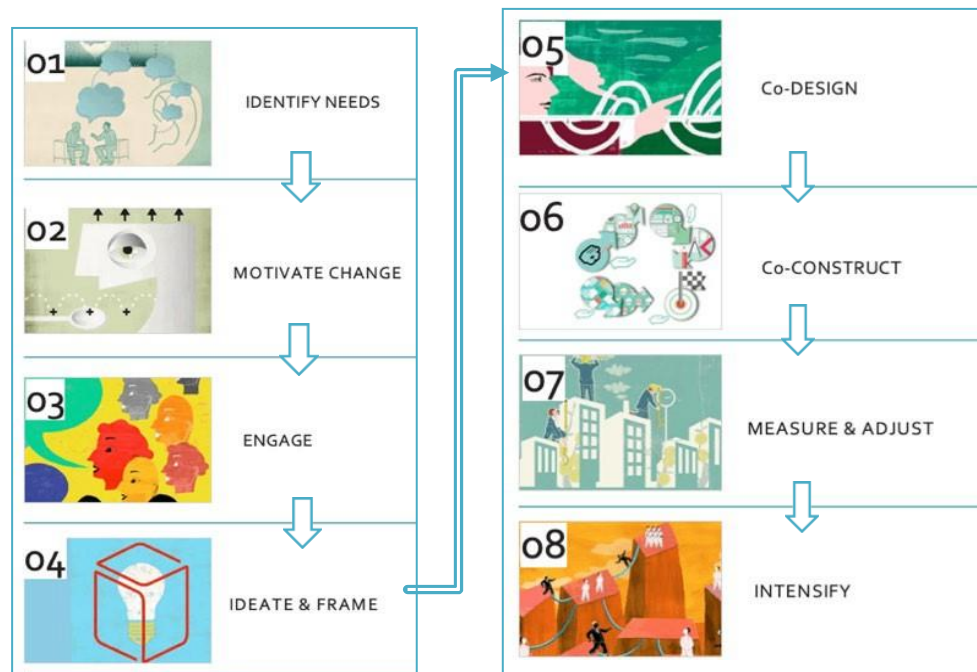 01
IDENTIFY NEEDS
02
MOTIVATE CHANGE
03
ENGAGE
04
IDEATE & FRAME
05
Co-DESIGN
06
Co-CONSTRUCT
07
MEASURE & ADJUST
08
INTENSIFY